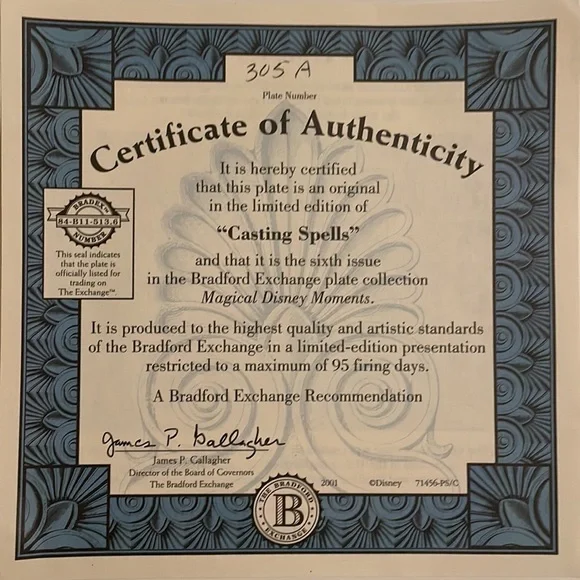 305 A
Plate Number
Certificate of Authenticity
It is hereby certified
that this plate is an original
in the limited edition of
“Casting Spells”
and that it is the sixth issue
in the Bradford Exchange plate collection
Magical Disney Moments.
BRADEX™
84-B11-513.6
NUMBER
This seal indicates
that the plate is
officially listed for
trading on
The Exchange™.
It is produced to the highest quality and artistic standards
of the Bradford Exchange in a limited-edition presentation
restricted to a maximum of 95 firing days.
A Bradford Exchange Recommendation
James P. Gallagher
James P. Gallagher
Director of the Board of Governors
The Bradford Exchange
THE BRADFORD
B
EXCHANGE
2001 ©Disney 71456-PS/C